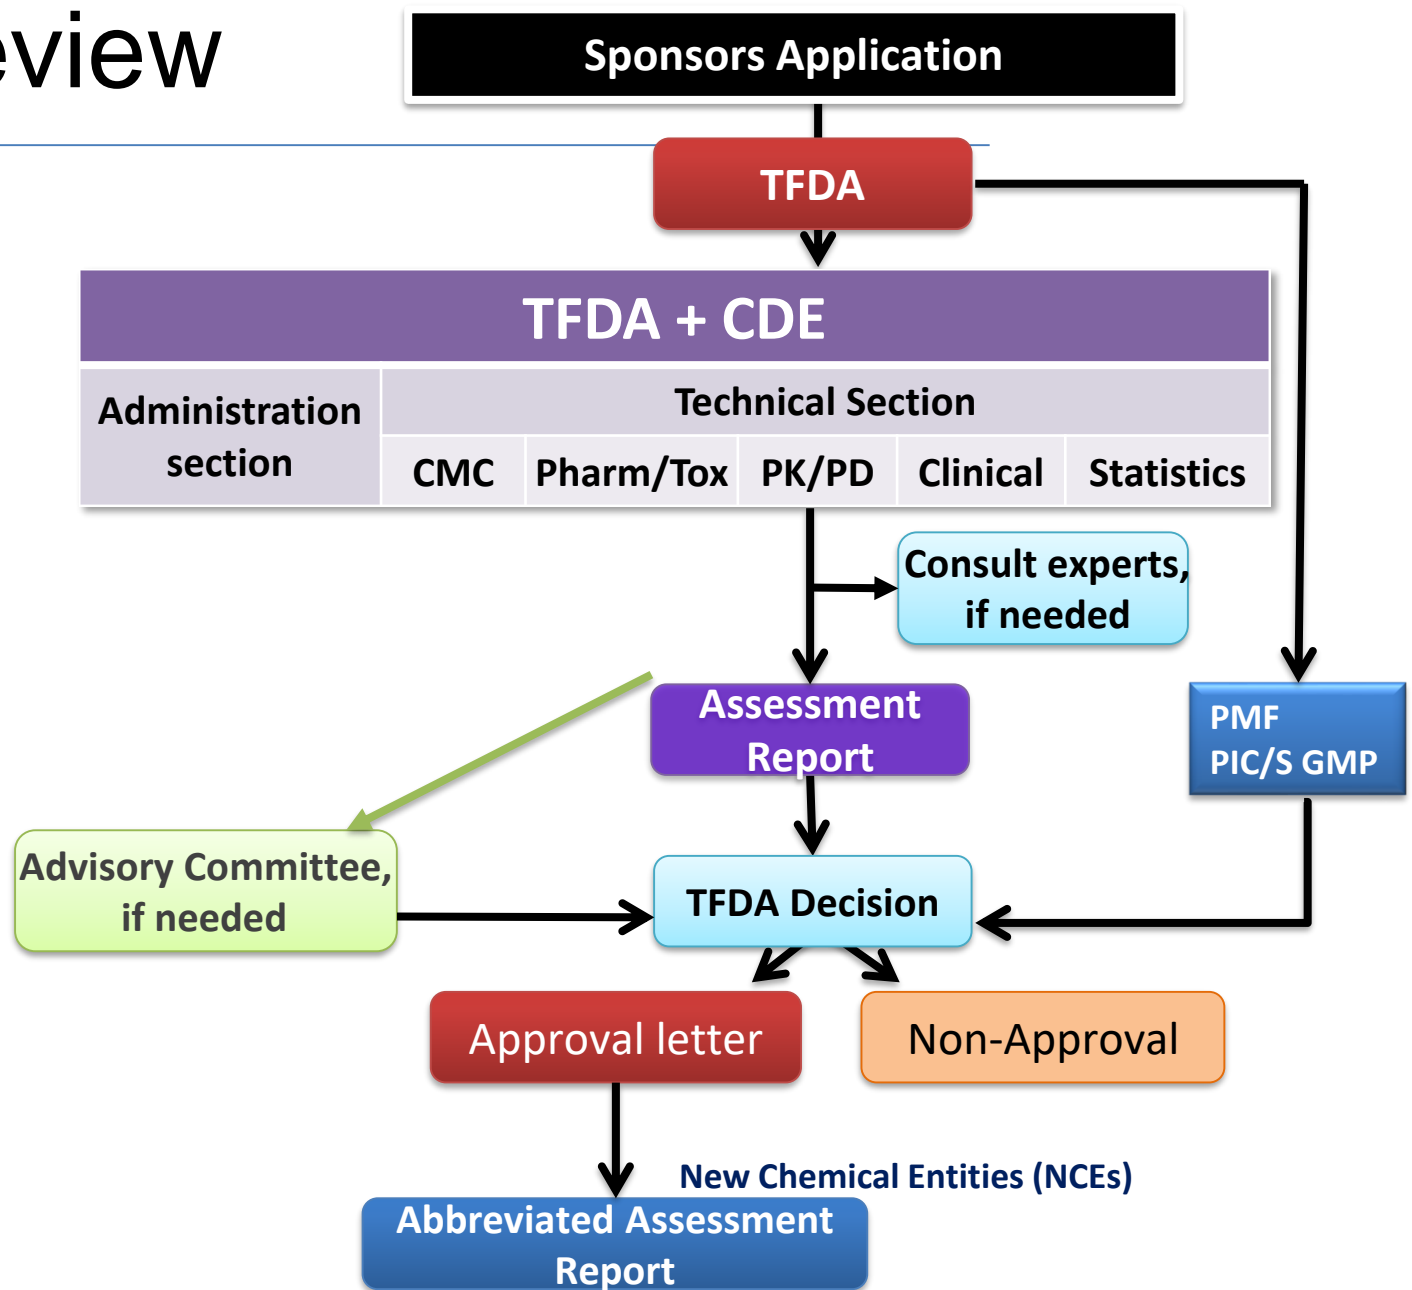 eview
Sponsors Application
TFDA
TFDA + CDE
Administration
section
Technical Section
CMC
Pharm/Tox
PK/PD
Clinical
Statistics
Consult experts,
if needed
Assessment
Report
PMF
PIC/S GMP
Advisory Committee,
if needed
TFDA Decision
Approval letter
Non-Approval
New Chemical Entities (NCEs)
Abbreviated Assessment
Report